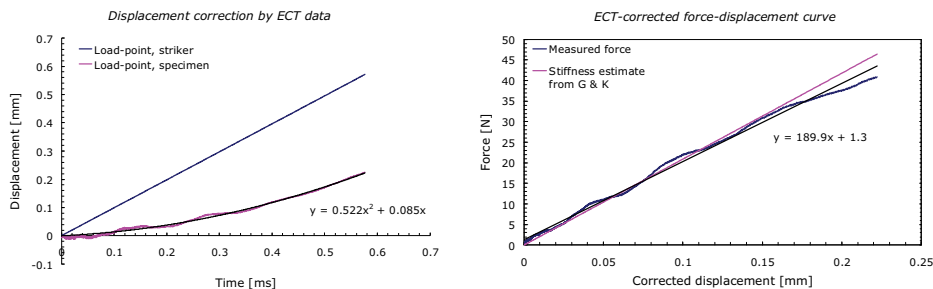 Displacement correction by ECT data
0.7
0.6
0.5
0.4
0.3
0.2
0.1
0
-0.1
0
0.1
0.2
0.3
0.4
0.5
0.6
0.7
Displacement [mm]
Time [ms]
Load-point, striker
Load-point, specimen
y = 0.522x² + 0.085x
ECT-corrected force-displacement curve
50
45
40
35
30
25
20
15
10
5
0
0
0.05
0.1
0.15
0.2
0.25
Force [N]
Corrected displacement [mm]
Measured force
Stiffness estimate
from G & K
y = 189.9x + 1.3